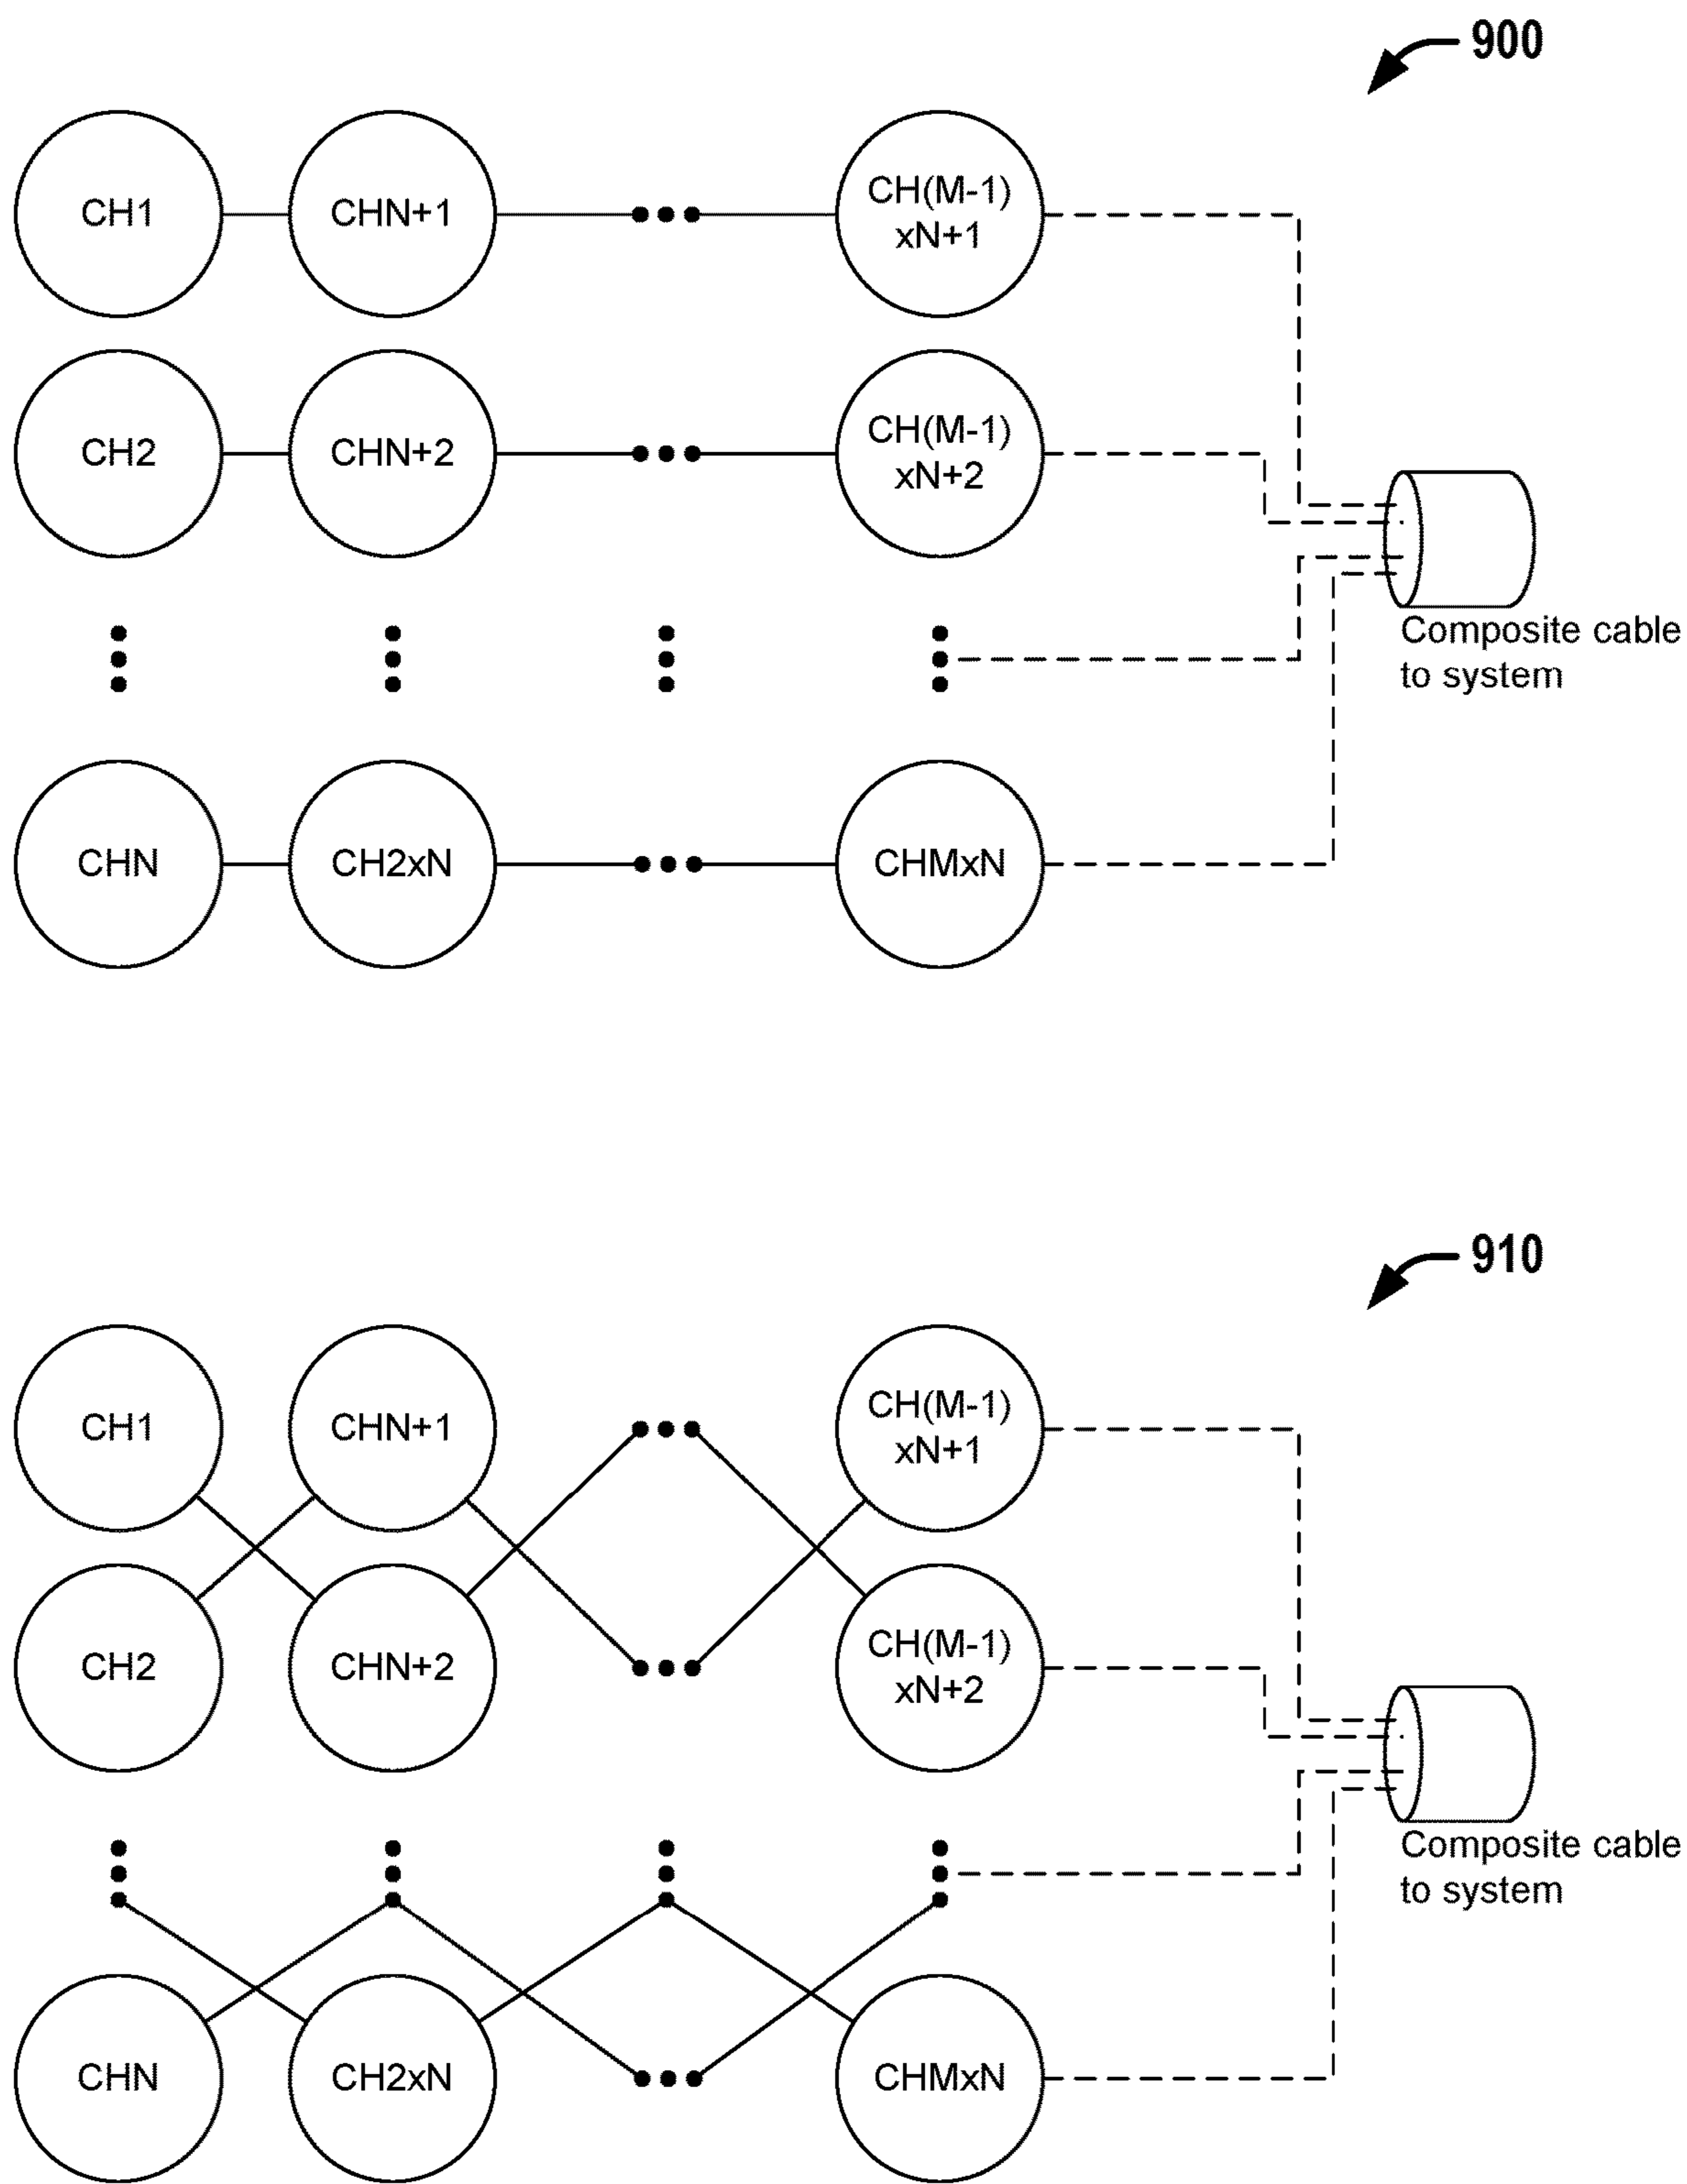 900
CH1
CHN+1
CH(M-1)
xN+1
CH2
CHN+2
CH(M-1)
xN+2
Composite cable
to system
CHN
CH2xN
CHMxN
910
CH1
CHN+1
CH(M-1)
xN+1
CH2
CHN+2
CH(M-1)
xN+2
Composite cable
to system
CHN
CH2xN
CHMxN